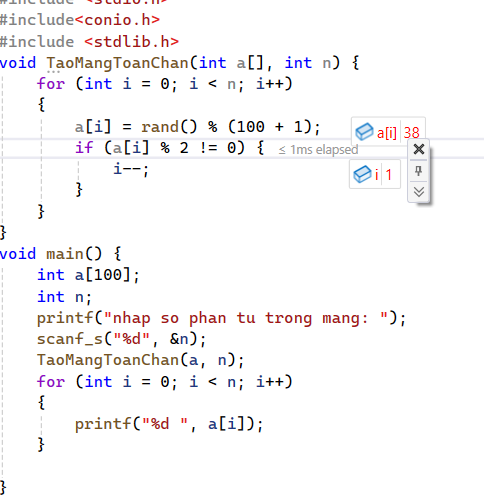 #include <stdio.h>
#include<conio.h>
#include <stdlib.h>
void TaoMangToanChan(int a[], int n) {
    for (int i = 0; i < n; i++)
    {
        a[i] = rand() % (100 + 1);    a[i] 38
        if (a[i] % 2 != 0) {    ≤ 1ms elapsed
            i--;    i 1
        }
    }
}
void main() {
    int a[100];
    int n;
    printf("nhap so phan tu trong mang: ");
    scanf_s("%d", &n);
    TaoMangToanChan(a, n);
    for (int i = 0; i < n; i++)
    {
        printf("%d ", a[i]);
    }

}